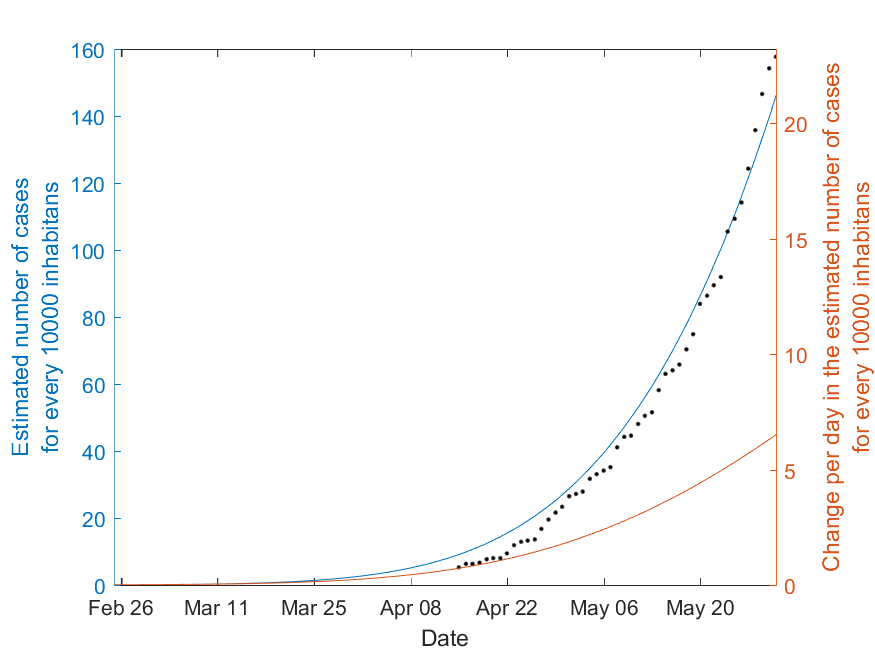 Estimated number of cases
for every 10000 inhabitans
160
140
120
100
80
60
40
20
0
20
15
10
5
0
Change per day in the estimated number of cases
for every 10000 inhabitans
Feb 26 Mar 11 Mar 25 Apr 08 Apr 22 May 06 May 20
Date